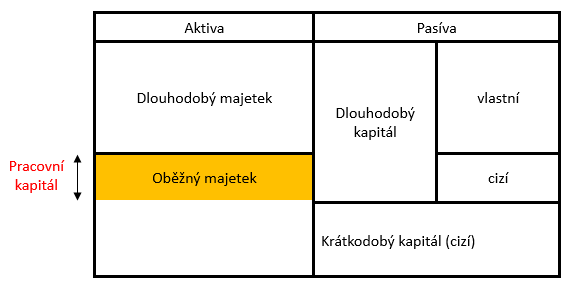 Aktiva
Pasíva
Dlouhodobý majetek
Dlouhodobý
kapitál
vlastní
Pracovní
kapitál
Oběžný majetek
cizí
Krátkodobý kapitál (cizí)